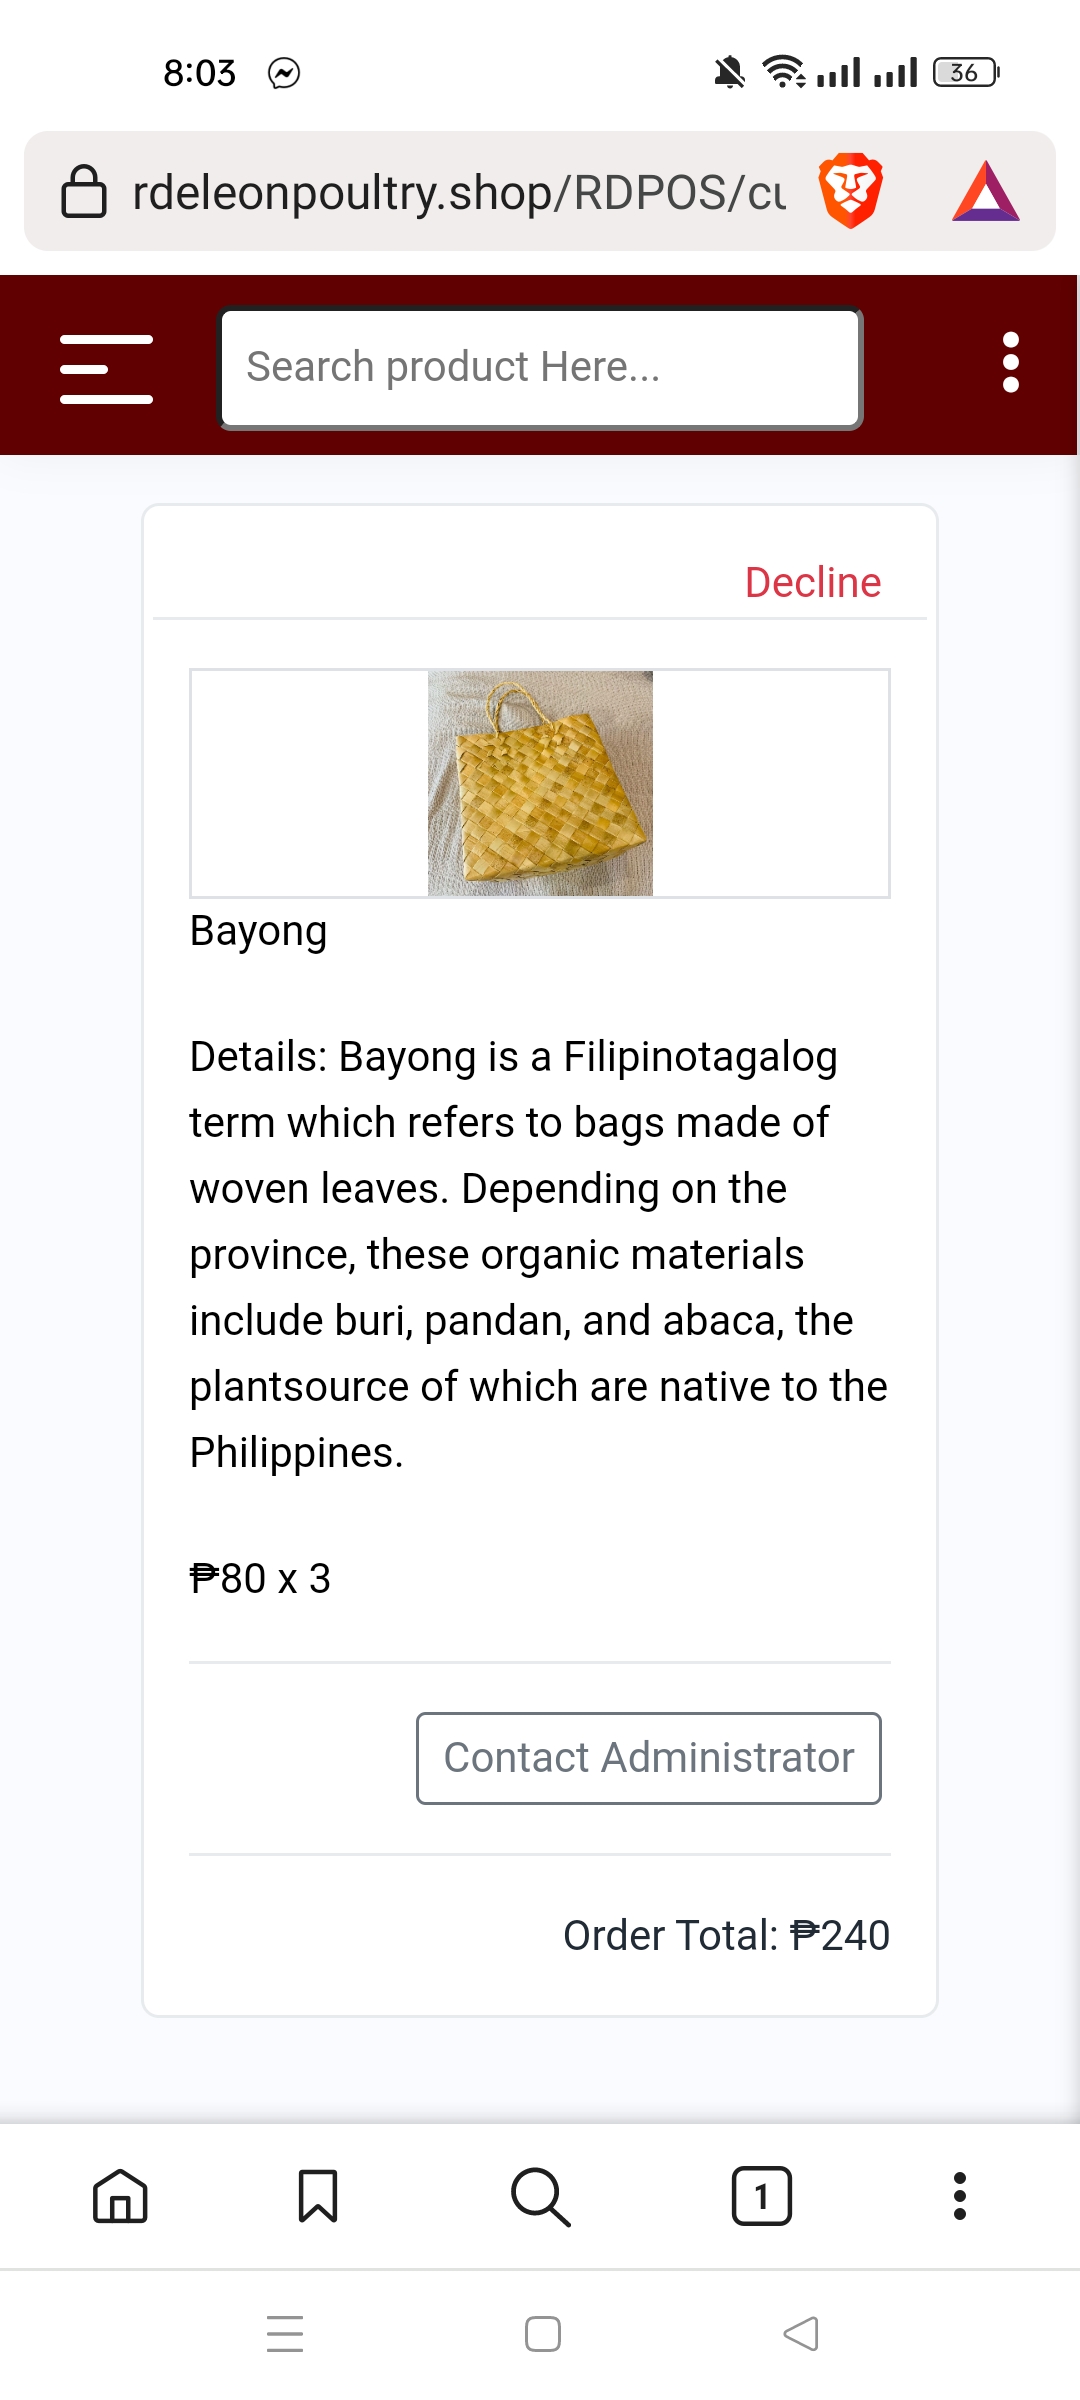 8:03
36
rdeleonpoultry.shop/RDPOS/cu
Search product Here...
Decline
Bayong
Details: Bayong is a Filipinotagalog
term which refers to bags made of
woven leaves. Depending on the
province, these organic materials
include buri, pandan, and abaca, the
plantsource of which are native to the
Philippines.
₱80 x 3
Contact Administrator
Order Total: ₱240
1